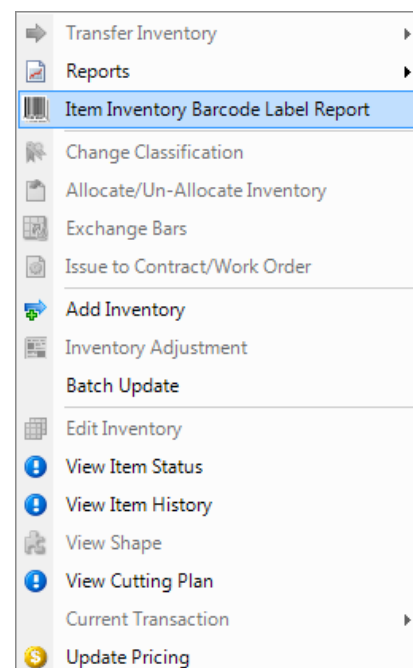 Transfer Inventory
Reports
Item Inventory Barcode Label Report
Change Classification
Allocate/Un-Allocate Inventory
Exchange Bars
Issue to Contract/Work Order
Add Inventory
Inventory Adjustment
Batch Update
Edit Inventory
View Item Status
View Item History
View Shape
View Cutting Plan
Current Transaction
Update Pricing